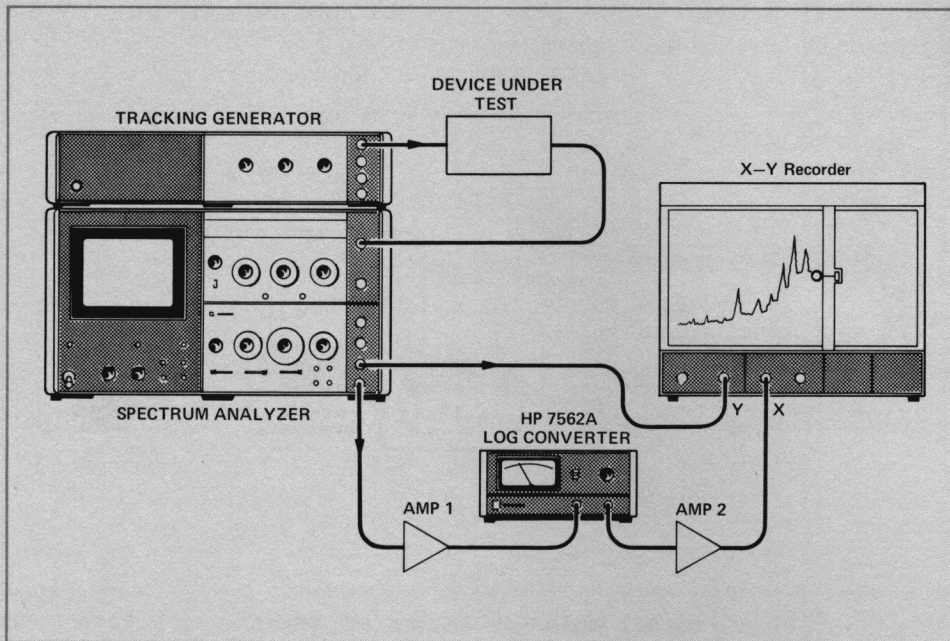 DEVICE UNDER
TEST
TRACKING GENERATOR
X–Y Recorder
SPECTRUM ANALYZER
Y
X
HP 7562A
LOG CONVERTER
AMP 1
AMP 2